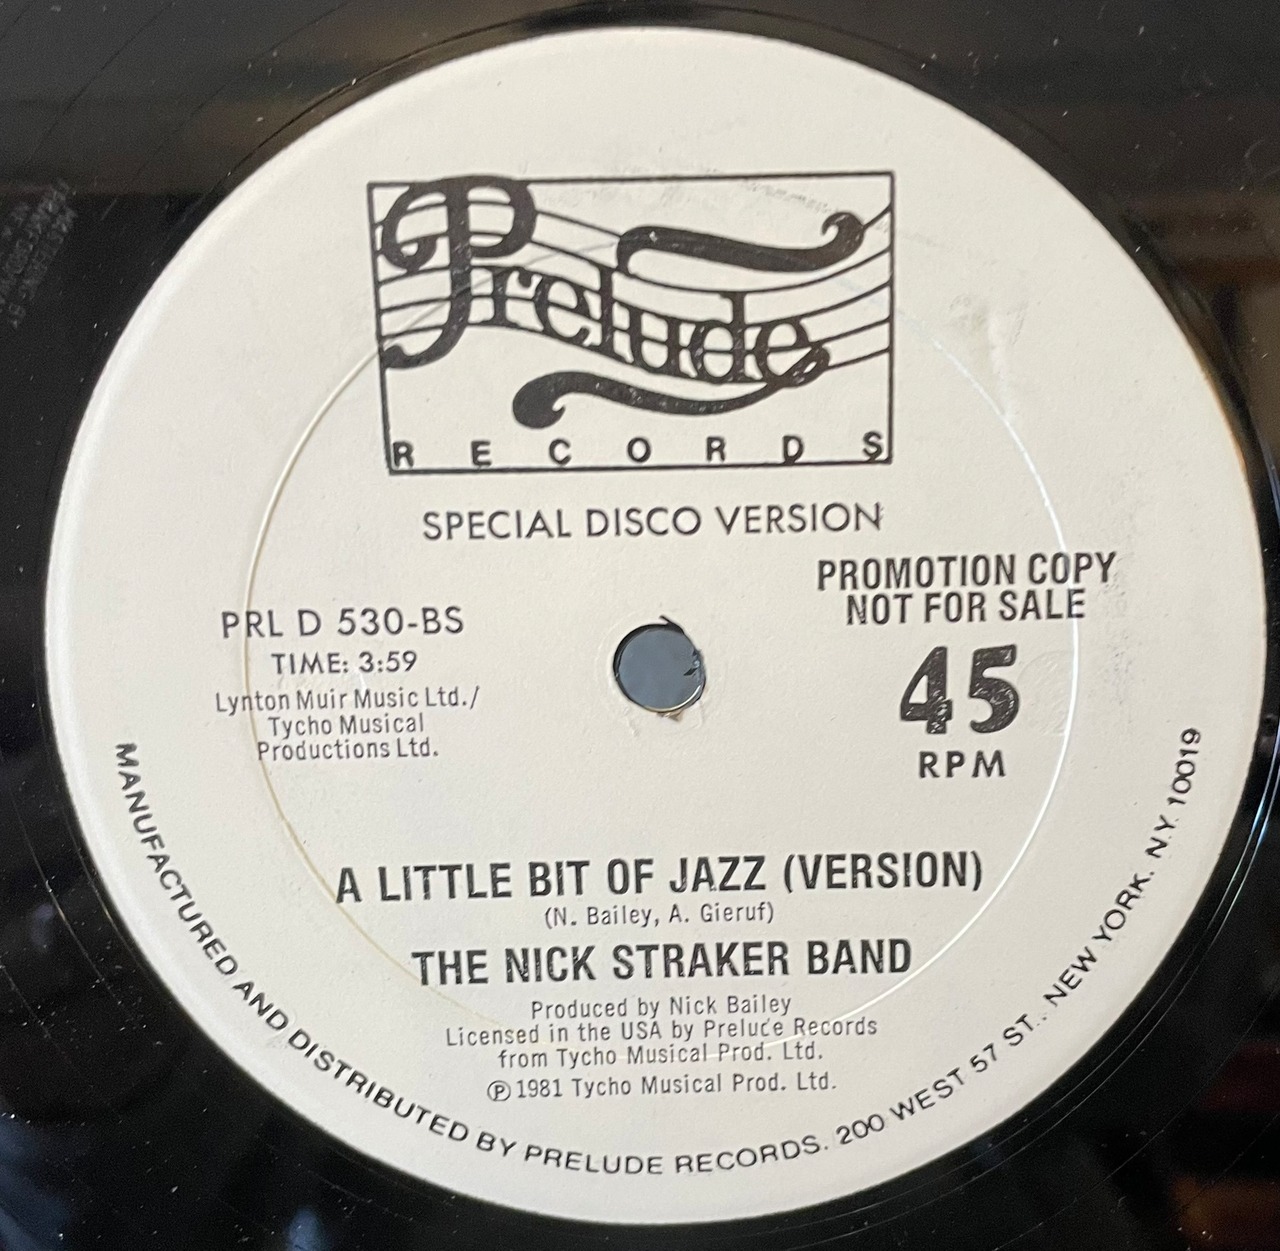 Prelude
RECORDS
SPECIAL DISCO VERSION
PROMOTION COPY
NOT FOR SALE
PRL D 530-BS
TIME: 3:59
Lynton Muir Music Ltd./
Tycho Musical
Productions Ltd.
45
RPM
A LITTLE BIT OF JAZZ (VERSION)
(N. Bailey, A. Gieruf)
THE NICK STRAKER BAND
Produced by Nick Bailey
Licensed in the USA by Prelude Records
from Tycho Musical Prod. Ltd.
℗ 1981 Tycho Musical Prod. Ltd.
MANUFACTURED AND DISTRIBUTED BY PRELUDE RECORDS. 200 WEST 57 ST.. NEW YORK. N.Y. 10019